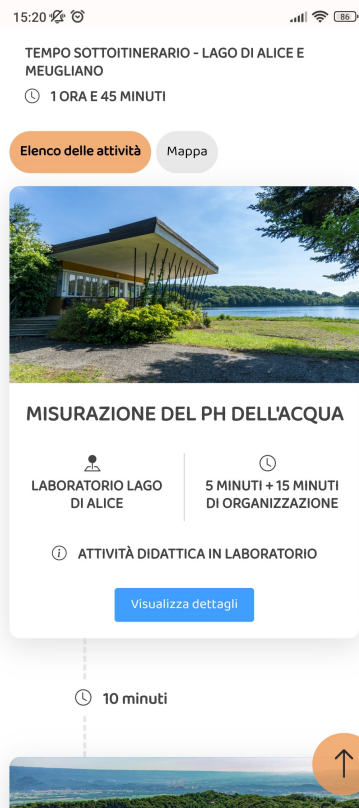 15:20
86
TEMPO SOTTOITINERARIO - LAGO DI ALICE E
MEUGLIANO
1 ORA E 45 MINUTI
Elenco delle attività
Mappa
MISURAZIONE DEL PH DELL'ACQUA
LABORATORIO LAGO
DI ALICE
5 MINUTI + 15 MINUTI
DI ORGANIZZAZIONE
ATTIVITÀ DIDATTICA IN LABORATORIO
Visualizza dettagli
10 minuti